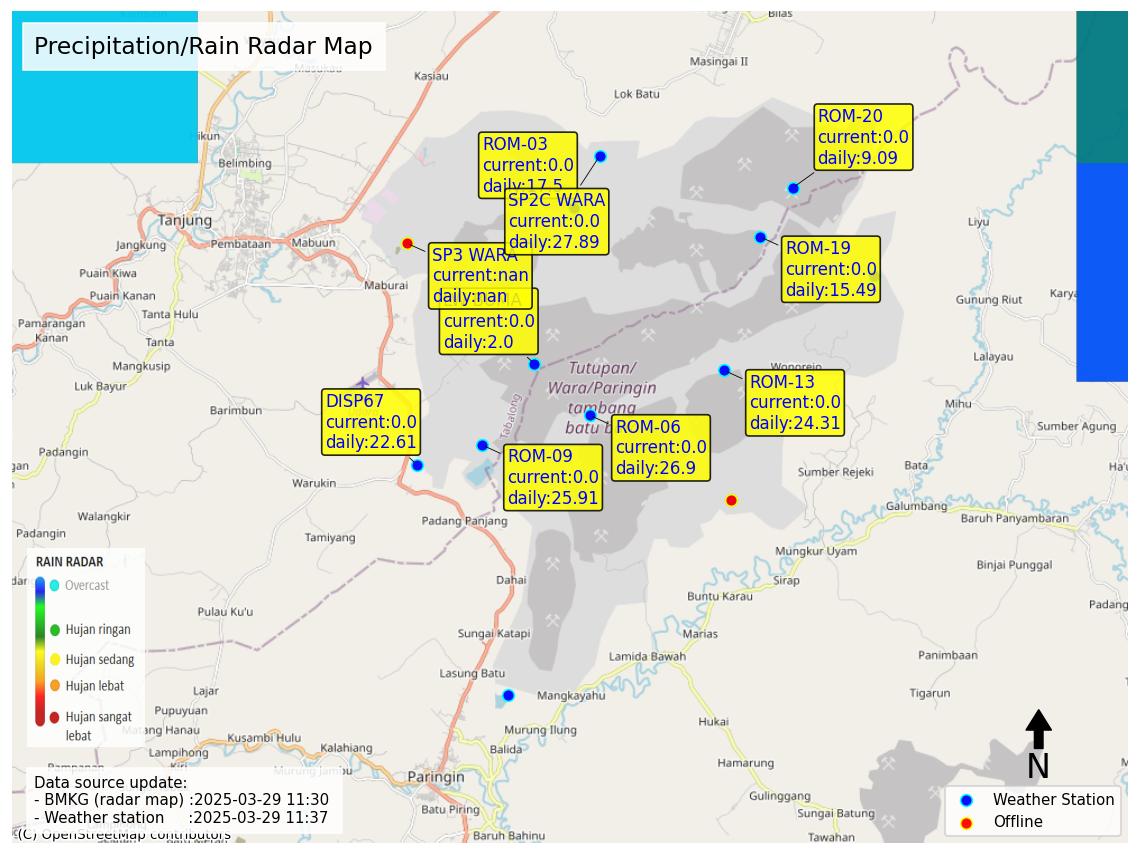 Precipitation/Rain Radar Map
Bilas
Masingai II
Kasiau
Lok Batu
Hikun
Belimbing
Tanjung
Jangkung
Pembataan
Mabuun
Maburai
Puain Kiwa
Puain Kanan
Tanta Hulu
Pamarangan
Kanan
Tanta
Mangkusip
Luk Bayur
Barimbun
Liyu
Gunung Riut
Karya
Lalayau
Mihu
Sumber Agung
Wonorejo
Tutupan/
Wara/Paringin
tambang
batu b
Tabalong
ROM-03
current:0.0
daily:17.5
SP2C WARA
current:0.0
daily:27.89
ROM-20
current:0.0
daily:9.09
ROM-19
current:0.0
daily:15.49
SP3 WARA
current:nan
daily:nan
current:0.0
daily:2.0
ROM-13
current:0.0
daily:24.31
DISP67
current:0.0
daily:22.61
ROM-06
current:0.0
daily:26.9
ROM-09
current:0.0
daily:25.91
Sumber Rejeki
Bata
Galumbang
Baruh Panyambaran
Warukin
Walangkir
Padangin
Padang Panjang
Tamiyang
Mungkur Uyam
Binjai Punggal
Sirap
Dahai
Buntu Karau
Padang
Pulau Ku'u
Marias
Sungai Katapi
Lamida Bawah
Panimbaan
Lasung Batu
Tigarun
Mangkayahu
Lajar
Pupuyuan
Matang Hanau
Kusambi Hulu
Kalahiang
Lampihong
Kiri
Murung Jambu
Murung Ilung
Balida
Hukai
Hamarung
Paringin
Batu Piring
Baruh Bahinu
Gulinggang
Sungai Batung
Tawahan
RAIN RADAR
Overcast
Hujan ringan
Hujan sedang
Hujan lebat
Hujan sangat
lebat
Data source update:
- BMKG (radar map) :2025-03-29 11:30
- Weather station :2025-03-29 11:37
(C) OpenStreetMap contributors
N
Weather Station
Offline